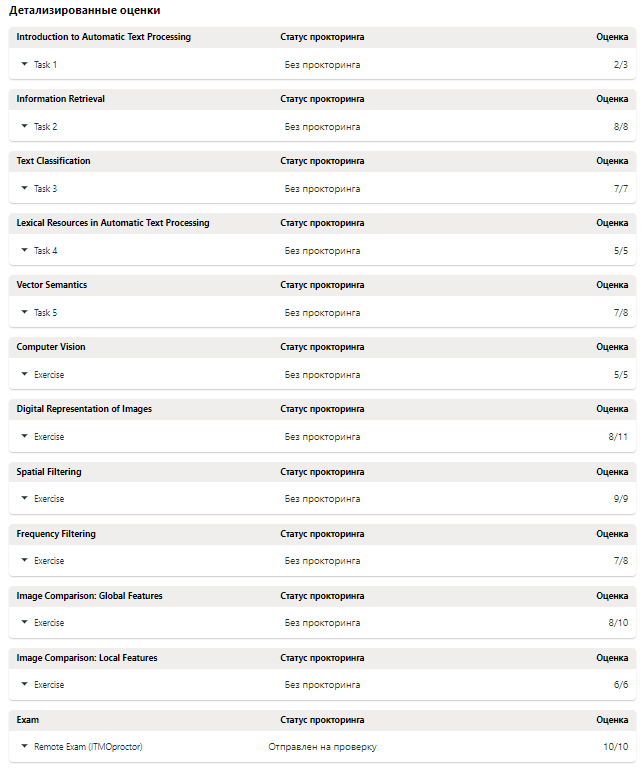 Детализированные оценки
Introduction to Automatic Text Processing Статус прокторинга Оценка
Task 1 Без прокторинга 2/3
Information Retrieval Статус прокторинга Оценка
Task 2 Без прокторинга 8/8
Text Classification Статус прокторинга Оценка
Task 3 Без прокторинга 7/7
Lexical Resources in Automatic Text Processing Статус прокторинга Оценка
Task 4 Без прокторинга 5/5
Vector Semantics Статус прокторинга Оценка
Task 5 Без прокторинга 7/8
Computer Vision Статус прокторинга Оценка
Exercise Без прокторинга 5/5
Digital Representation of Images Статус прокторинга Оценка
Exercise Без прокторинга 8/11
Spatial Filtering Статус прокторинга Оценка
Exercise Без прокторинга 9/9
Frequency Filtering Статус прокторинга Оценка
Exercise Без прокторинга 7/8
Image Comparison: Global Features Статус прокторинга Оценка
Exercise Без прокторинга 8/10
Image Comparison: Local Features Статус прокторинга Оценка
Exercise Без прокторинга 6/6
Exam Статус прокторинга Оценка
Remote Exam (ITMOproctor) Отправлен на проверку 10/10